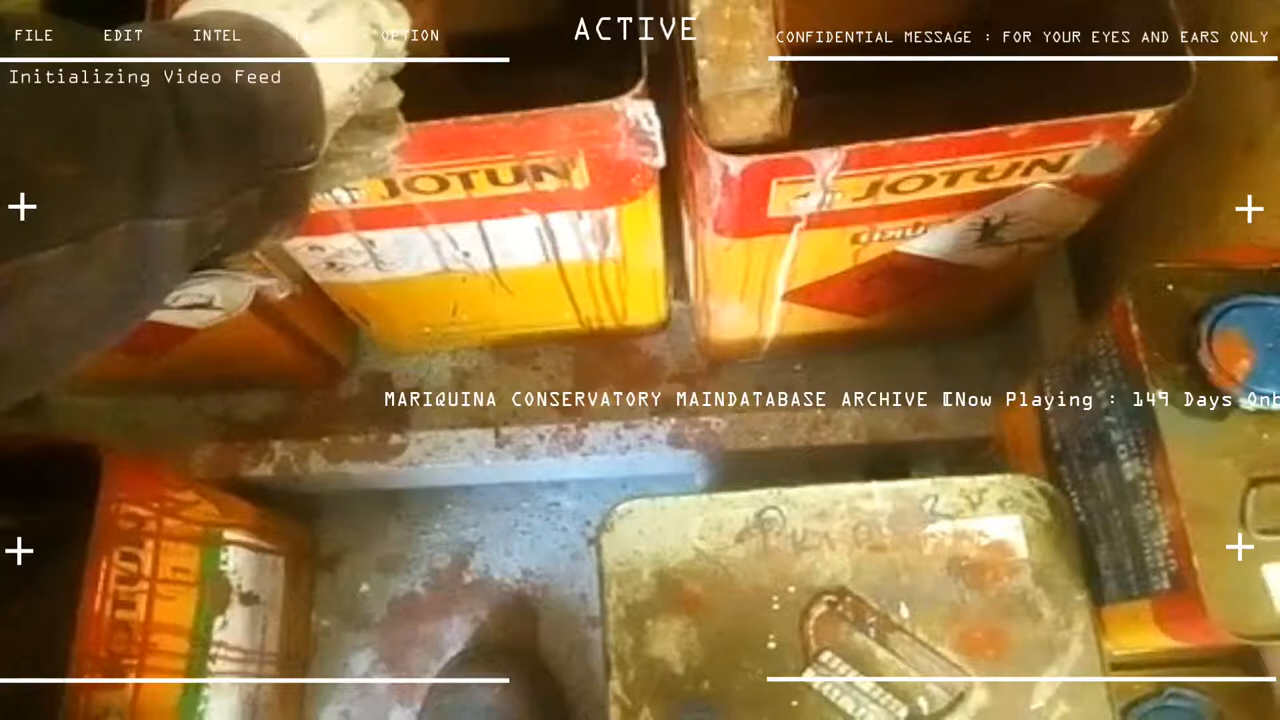 FILE EDIT INTEL OPTION
ACTIVE
CONFIDENTIAL MESSAGE : FOR YOUR EYES AND EARS ONLY
Initializing Video Feed
JOTUN
JOTUN
MARIQUINA CONSERVATORY MAINDATABASE ARCHIVE Now Playing : 149 Days
JOTUN